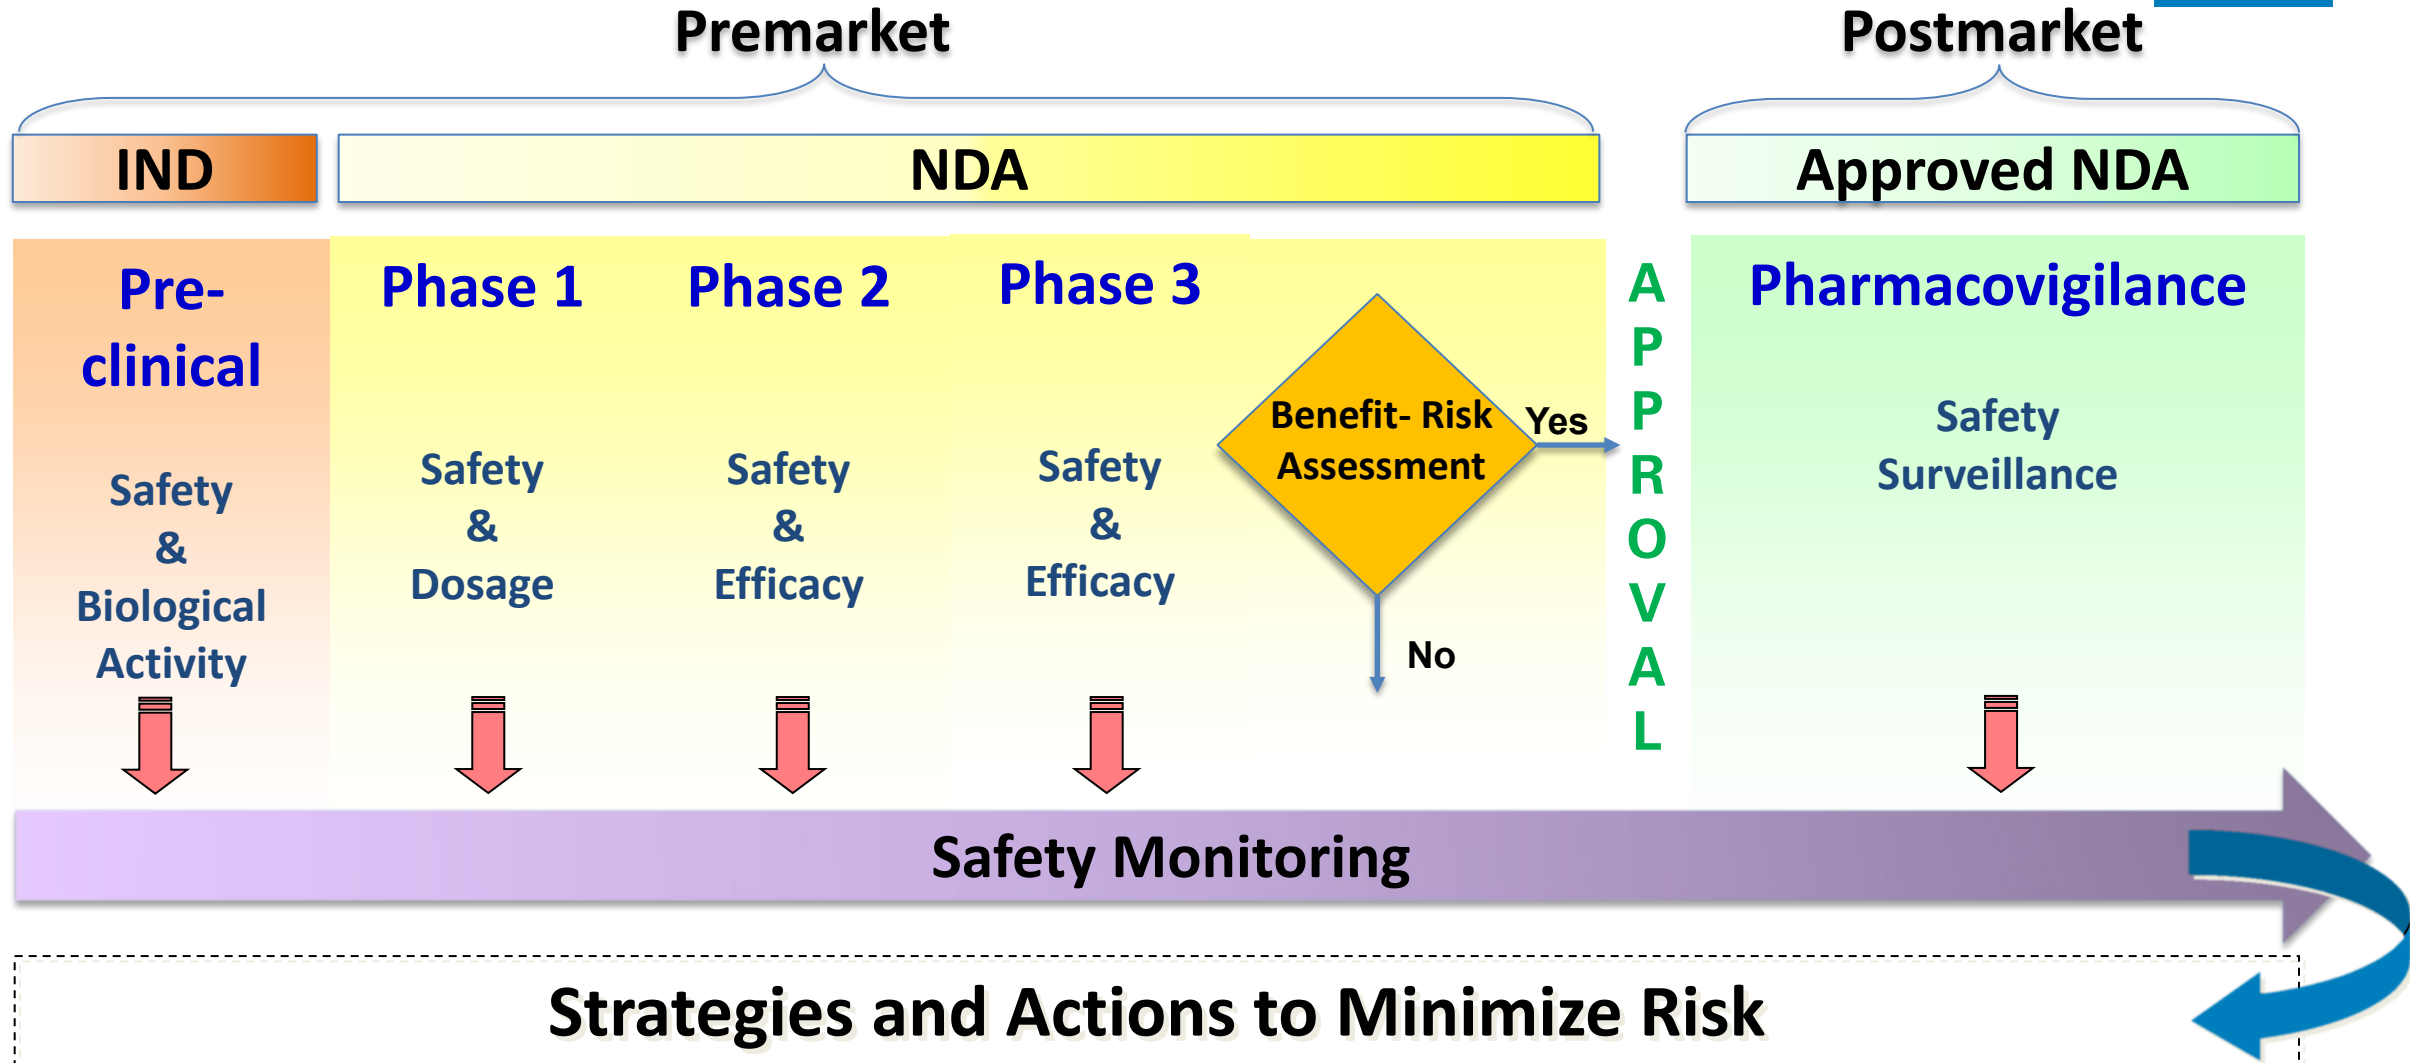 Premarket
Postmarket
IND
NDA
Approved NDA
Pre-
clinical
Safety
&
Biological
Activity
Phase 1
Safety
&
Dosage
Phase 2
Safety
&
Efficacy
Phase 3
Safety
&
Efficacy
Benefit- Risk
Assessment
Yes
No
A
P
P
R
O
V
A
L
Pharmacovigilance
Safety
Surveillance
Safety Monitoring
Strategies and Actions to Minimize Risk